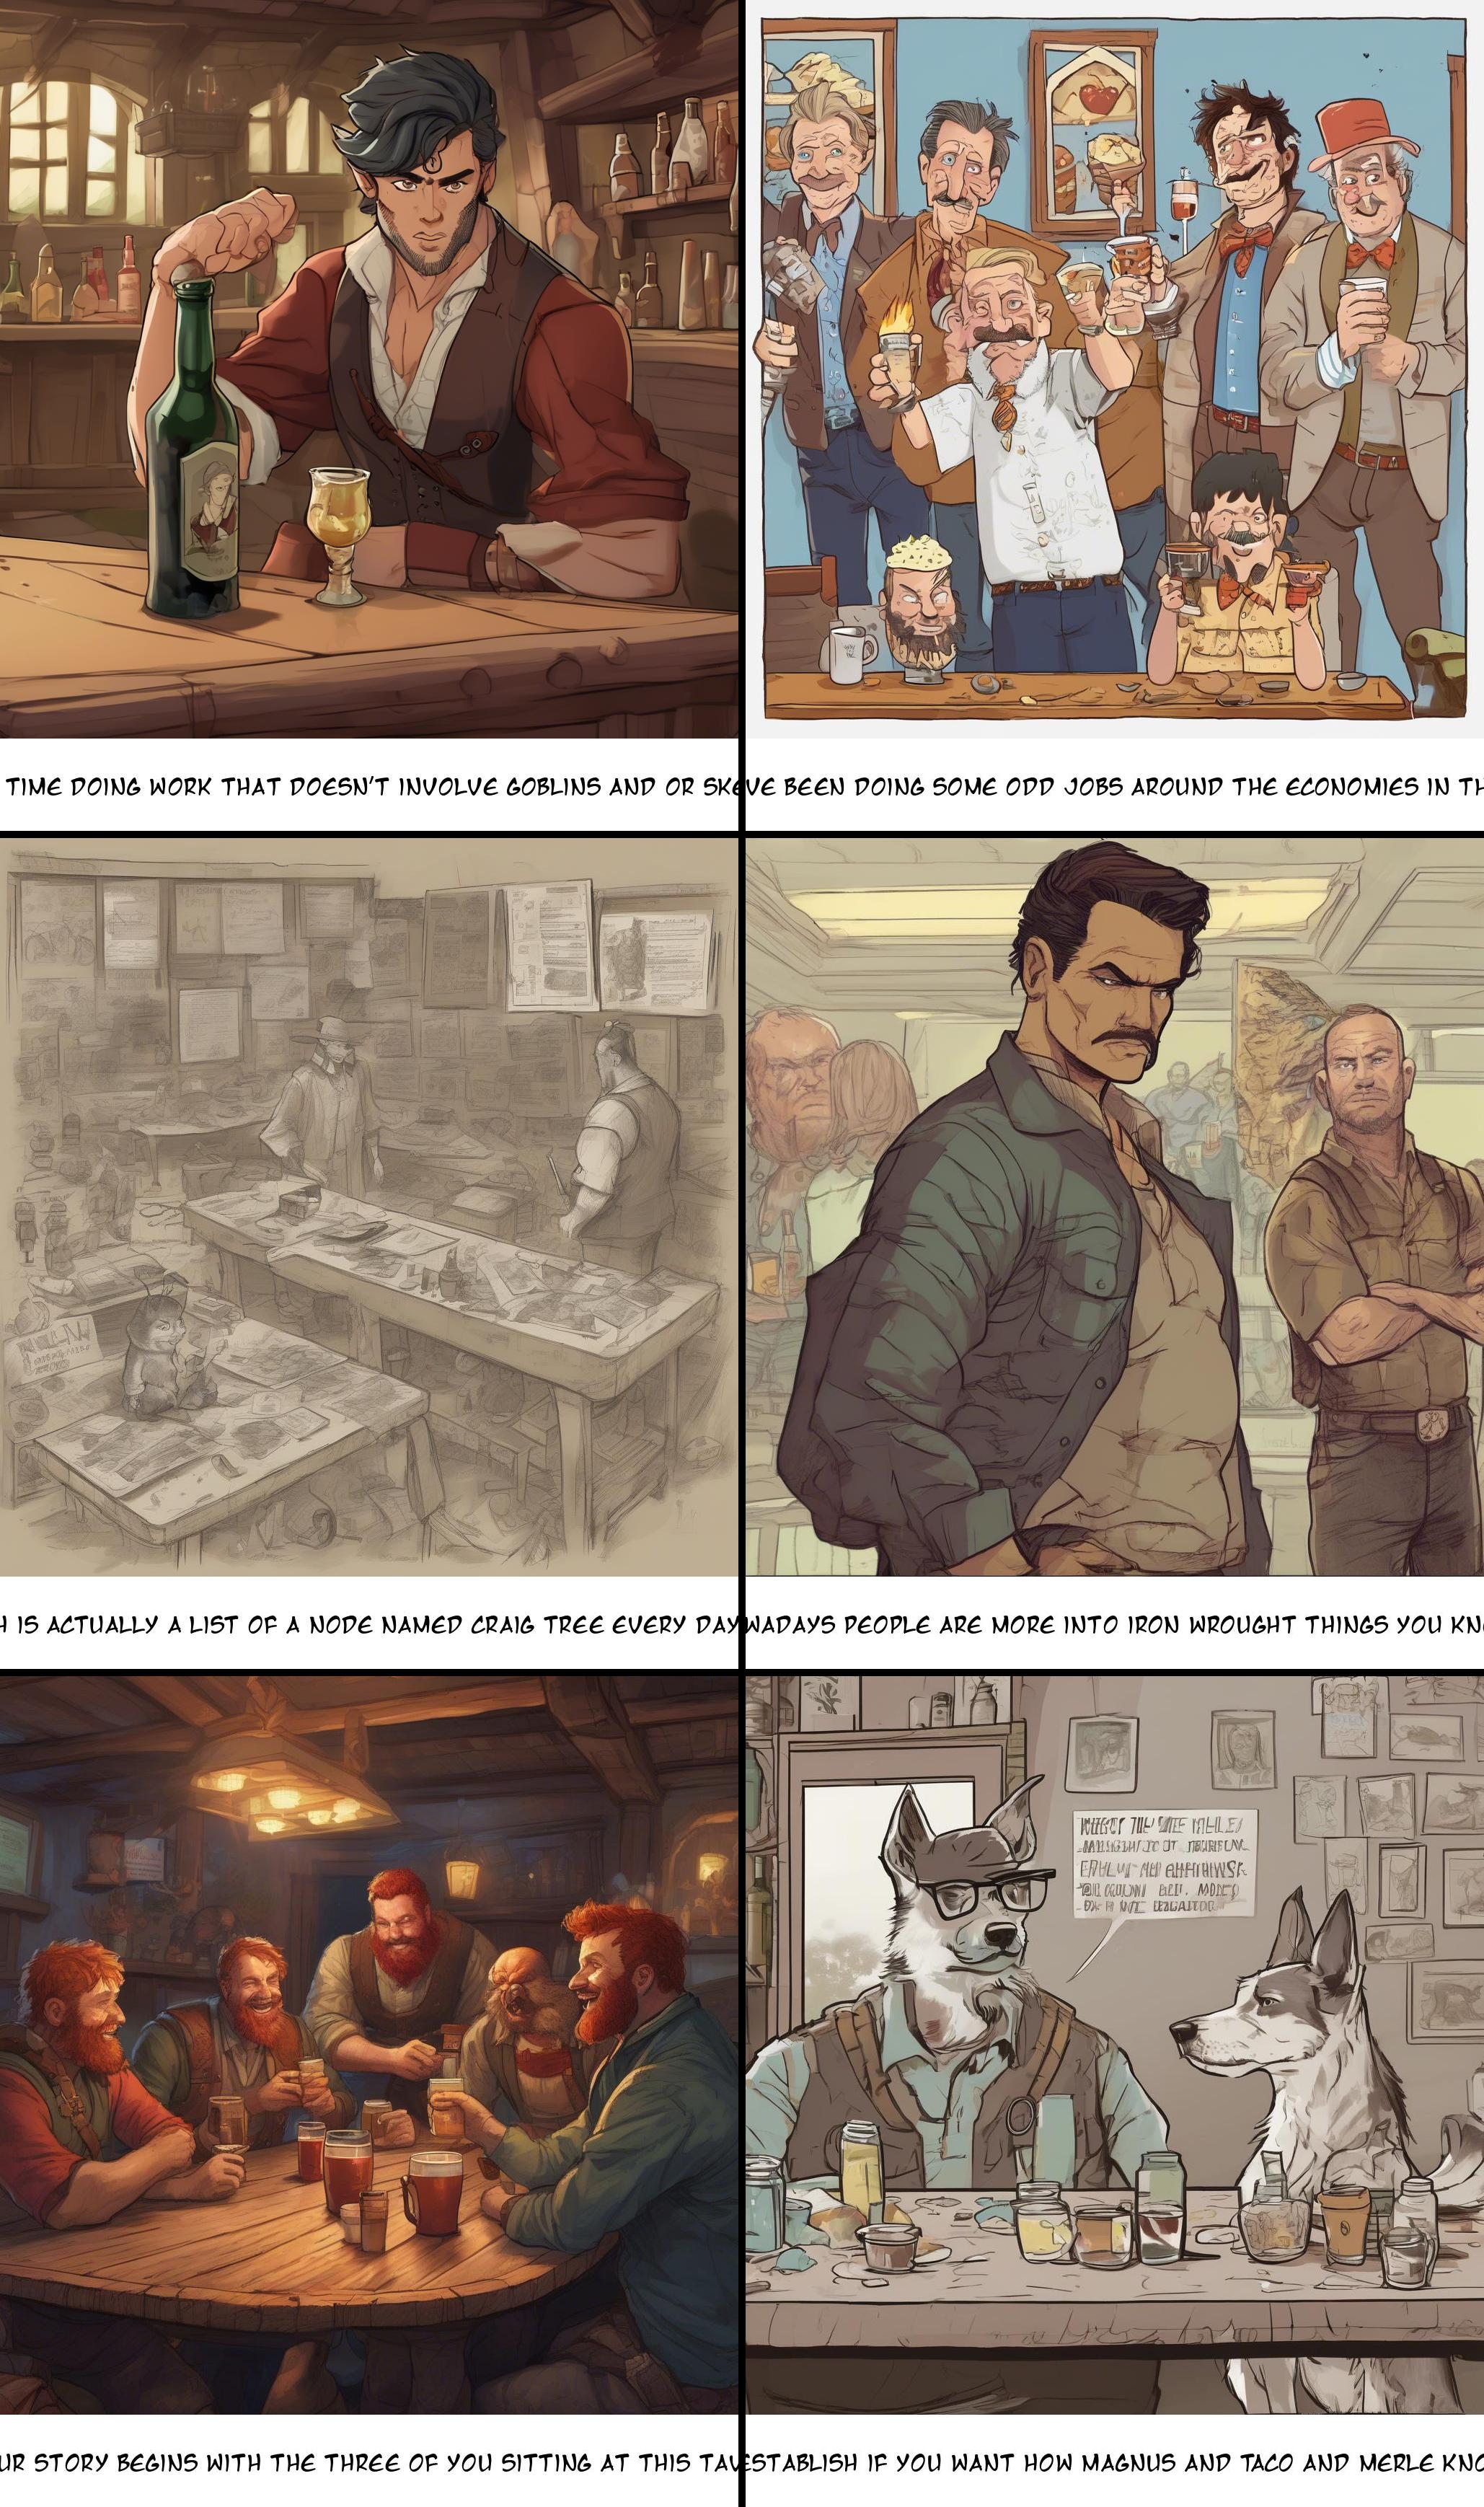 TIME DOING WORK THAT DOESN'T INVOLVE GOBLINS AND OR SKE
VE BEEN DOING SOME ODD JOBS AROUND THE ECONOMIES IN TH
H IS ACTUALLY A LIST OF A NODE NAMED CRAIG TREE EVERY DAY
WADAYS PEOPLE ARE MORE INTO IRON WROUGHT THINGS YOU KN
UR STORY BEGINS WITH THE THREE OF YOU SITTING AT THIS TAV
ESTABLISH IF YOU WANT HOW MAGNUS AND TACO AND MERLE KNO